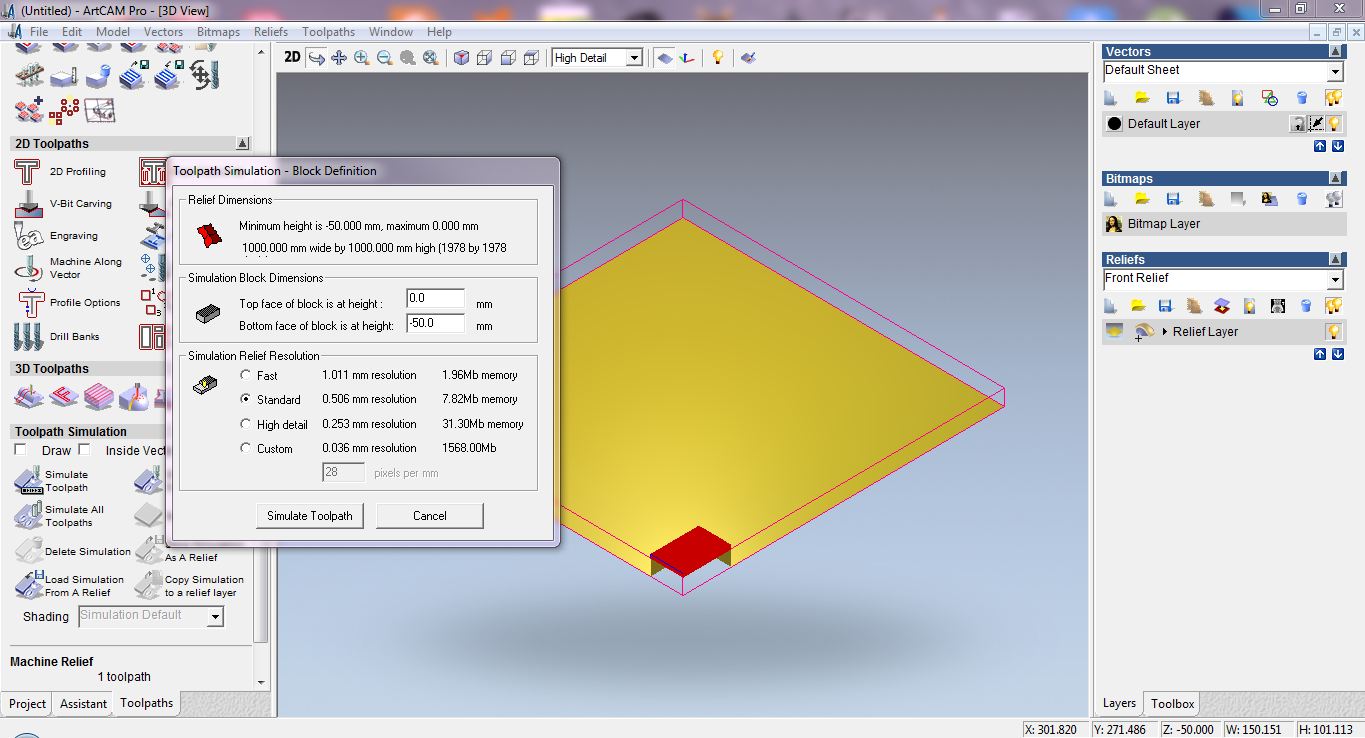 (Untitled) - ArtCAM Pro - [3D View]
File Edit Model Vectors Bitmaps Reliefs Toolpaths Window Help
2D High Detail
2D Toolpaths
2D Profiling
V-Bit Carving
Engraving
Machine Along
Vector
Profile Options
Drill Banks
3D Toolpaths
Toolpath Simulation
Draw Inside Vect
Simulate
Toolpath
Simulate All
Toolpaths
Delete Simulation
As A Relief
Load Simulation
From A Relief
Copy Simulation
to a relief layer
Shading Simulation Default
Machine Relief
1 toolpath
Project Assistant Toolpaths
Toolpath Simulation - Block Definition
Relief Dimensions
Minimum height is -50.000 mm, maximum 0.000 mm
1000.000 mm wide by 1000.000 mm high (1978 by 1978
Simulation Block Dimensions
Top face of block is at height : 0.0 mm
Bottom face of block is at height: -50.0 mm
Simulation Relief Resolution
Fast 1.011 mm resolution 1.96Mb memory
Standard 0.506 mm resolution 7.82Mb memory
High detail 0.253 mm resolution 31.30Mb memory
Custom 0.036 mm resolution 1568.00Mb
28 pixels per mm
Simulate Toolpath Cancel
Vectors
Default Sheet
Default Layer
Bitmaps
Bitmap Layer
Reliefs
Front Relief
Relief Layer
Layers Toolbox
X: 301.820 Y: 271.486 Z: -50.000 W: 150.151 H: 101.113